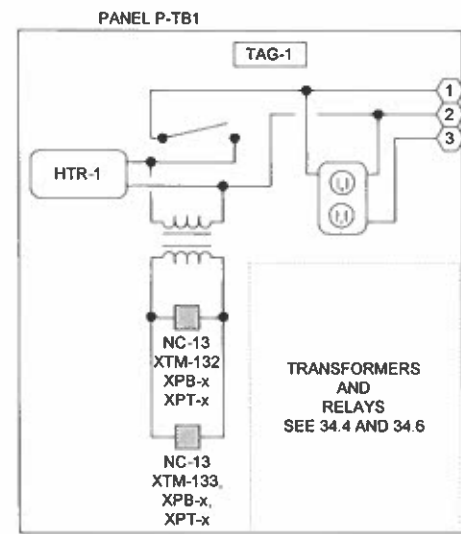 PANEL P-TB1
TAG-1
1
2
3
HTR-1
NC-13
XTM-132
XPB-x
XPT-x
NC-13
XTM-133,
XPB-x,
XPT-x
TRANSFORMERS
AND
RELAYS
SEE 34.4 AND 34.6